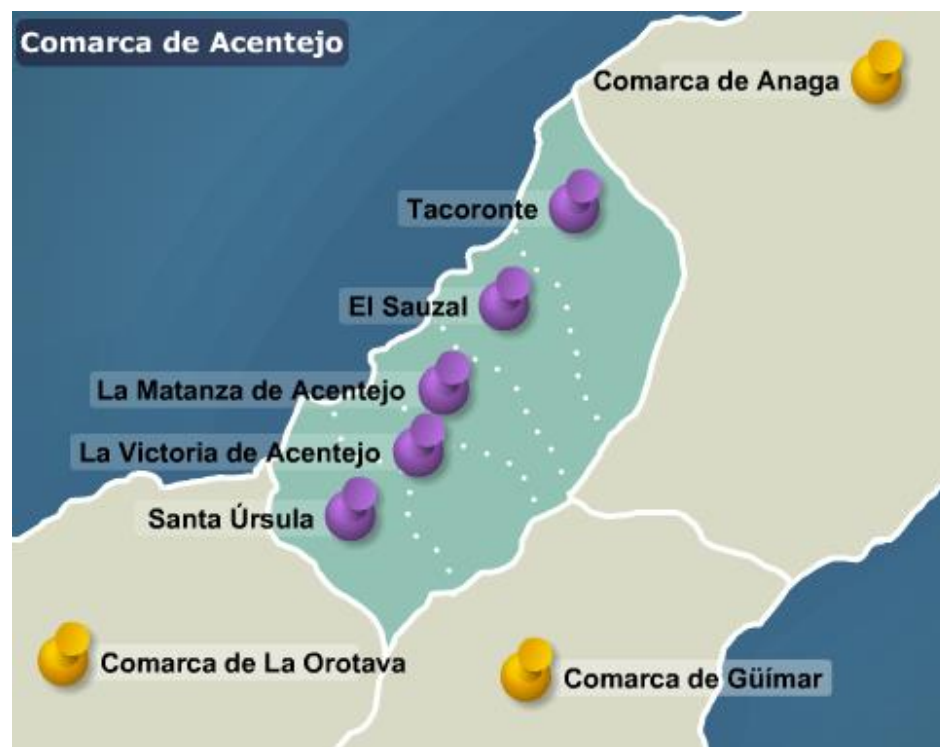 Comarca de Acentejo
Comarca de Anaga
Tacoronte
El Sauzal
La Matanza de Acentejo
La Victoria de Acentejo
Santa Úrsula
Comarca de La Orotava
Comarca de Güímar